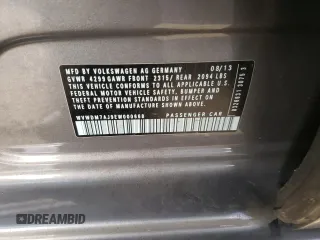 MFD BY VOLKSWAGEN AG GERMANY 08/13
GVWR 4299 GAWR FRONT 2315 / REAR 2094 LBS
THIS VEHICLE CONFORMS TO ALL APPLICABLE
FEDERAL MOTOR VEHICLE SAFETY, BUMPER AND
THEFT PREVENTION STANDARDS IN EFFECT ON
THE DATE OF MANUFACTURE SHOWN ABOVE
PASSENGER CAR
DREAMBID